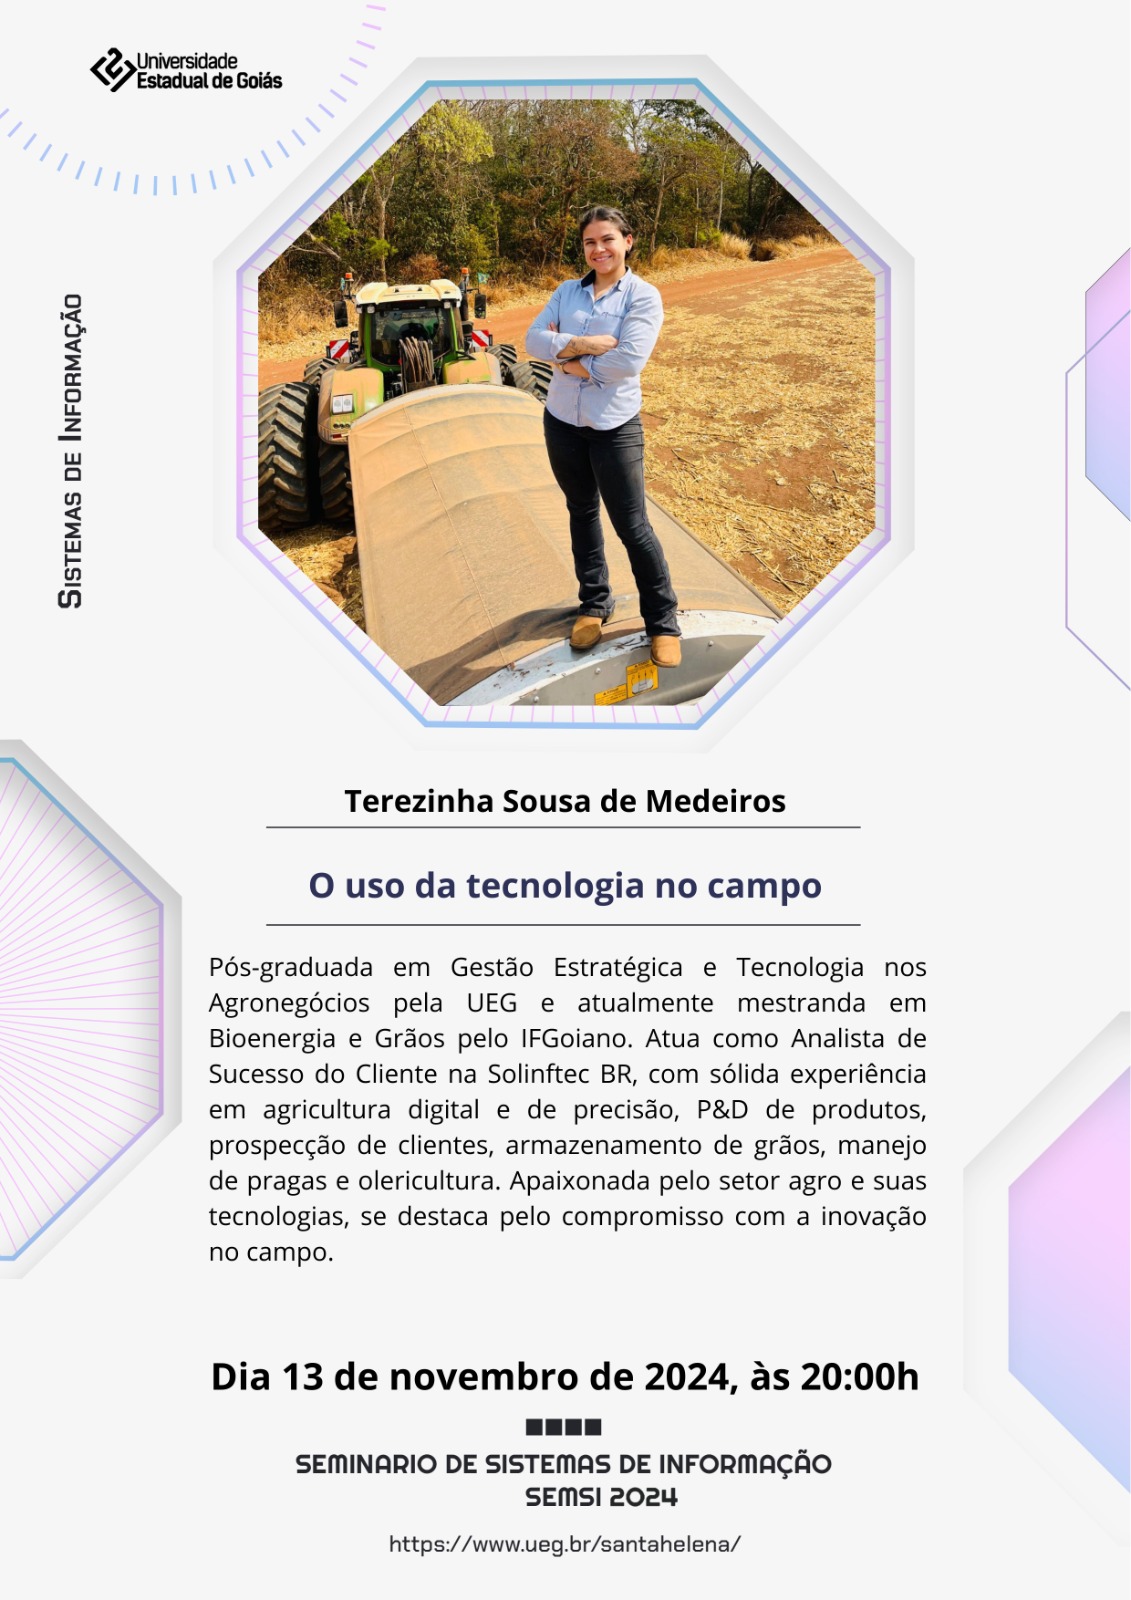 Universidade
Estadual de Goiás
Sistemas de Informação
Terezinha Sousa de Medeiros
O uso da tecnologia no campo
Pós-graduada em Gestão Estratégica e Tecnologia nos
Agronegócios pela UEG e atualmente mestranda em
Bioenergia e Grãos pelo IFGoiano. Atua como Analista de
Sucesso do Cliente na Solinftec BR, com sólida experiência
em agricultura digital e de precisão, P&D de produtos,
prospecção de clientes, armazenamento de grãos, manejo
de pragas e olericultura. Apaixonada pelo setor agro e suas
tecnologias, se destaca pelo compromisso com a inovação
no campo.
Dia 13 de novembro de 2024, às 20:00h
SEMINARIO DE SISTEMAS DE INFORMAÇÃO
SEMSI 2024
https://www.ueg.br/santahelena/